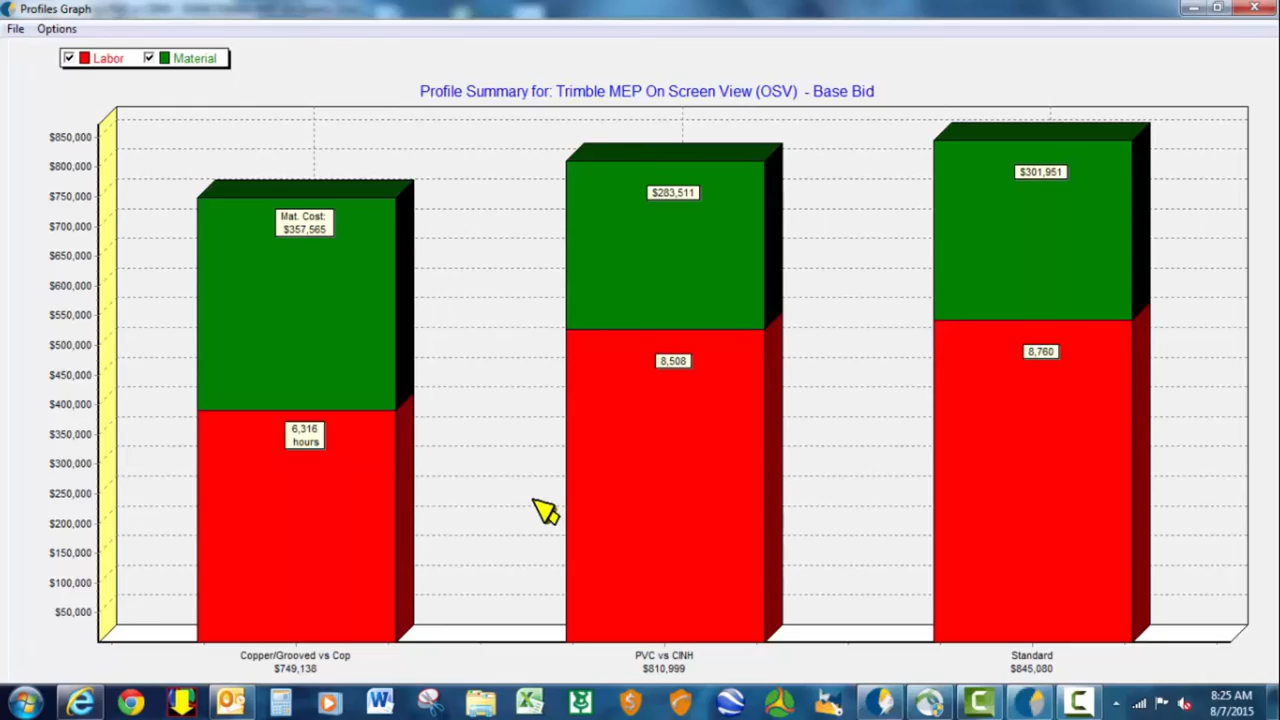 Profiles Graph
File Options
Labor Material
Profile Summary for: Trimble MEP On Screen View (OSV) - Base Bid
$850,000
$800,000
$750,000
$700,000
$650,000
$600,000
$550,000
$500,000
$450,000
$400,000
$350,000
$300,000
$250,000
$200,000
$150,000
$100,000
$50,000
Mat. Cost:
$357,565
6,316
hours
$283,511
8,508
$301,951
8,760
Copper/Grooved vs Cop
$749,138
PVC vs CINH
$810,999
Standard
$845,080
8:25 AM
8/7/2015